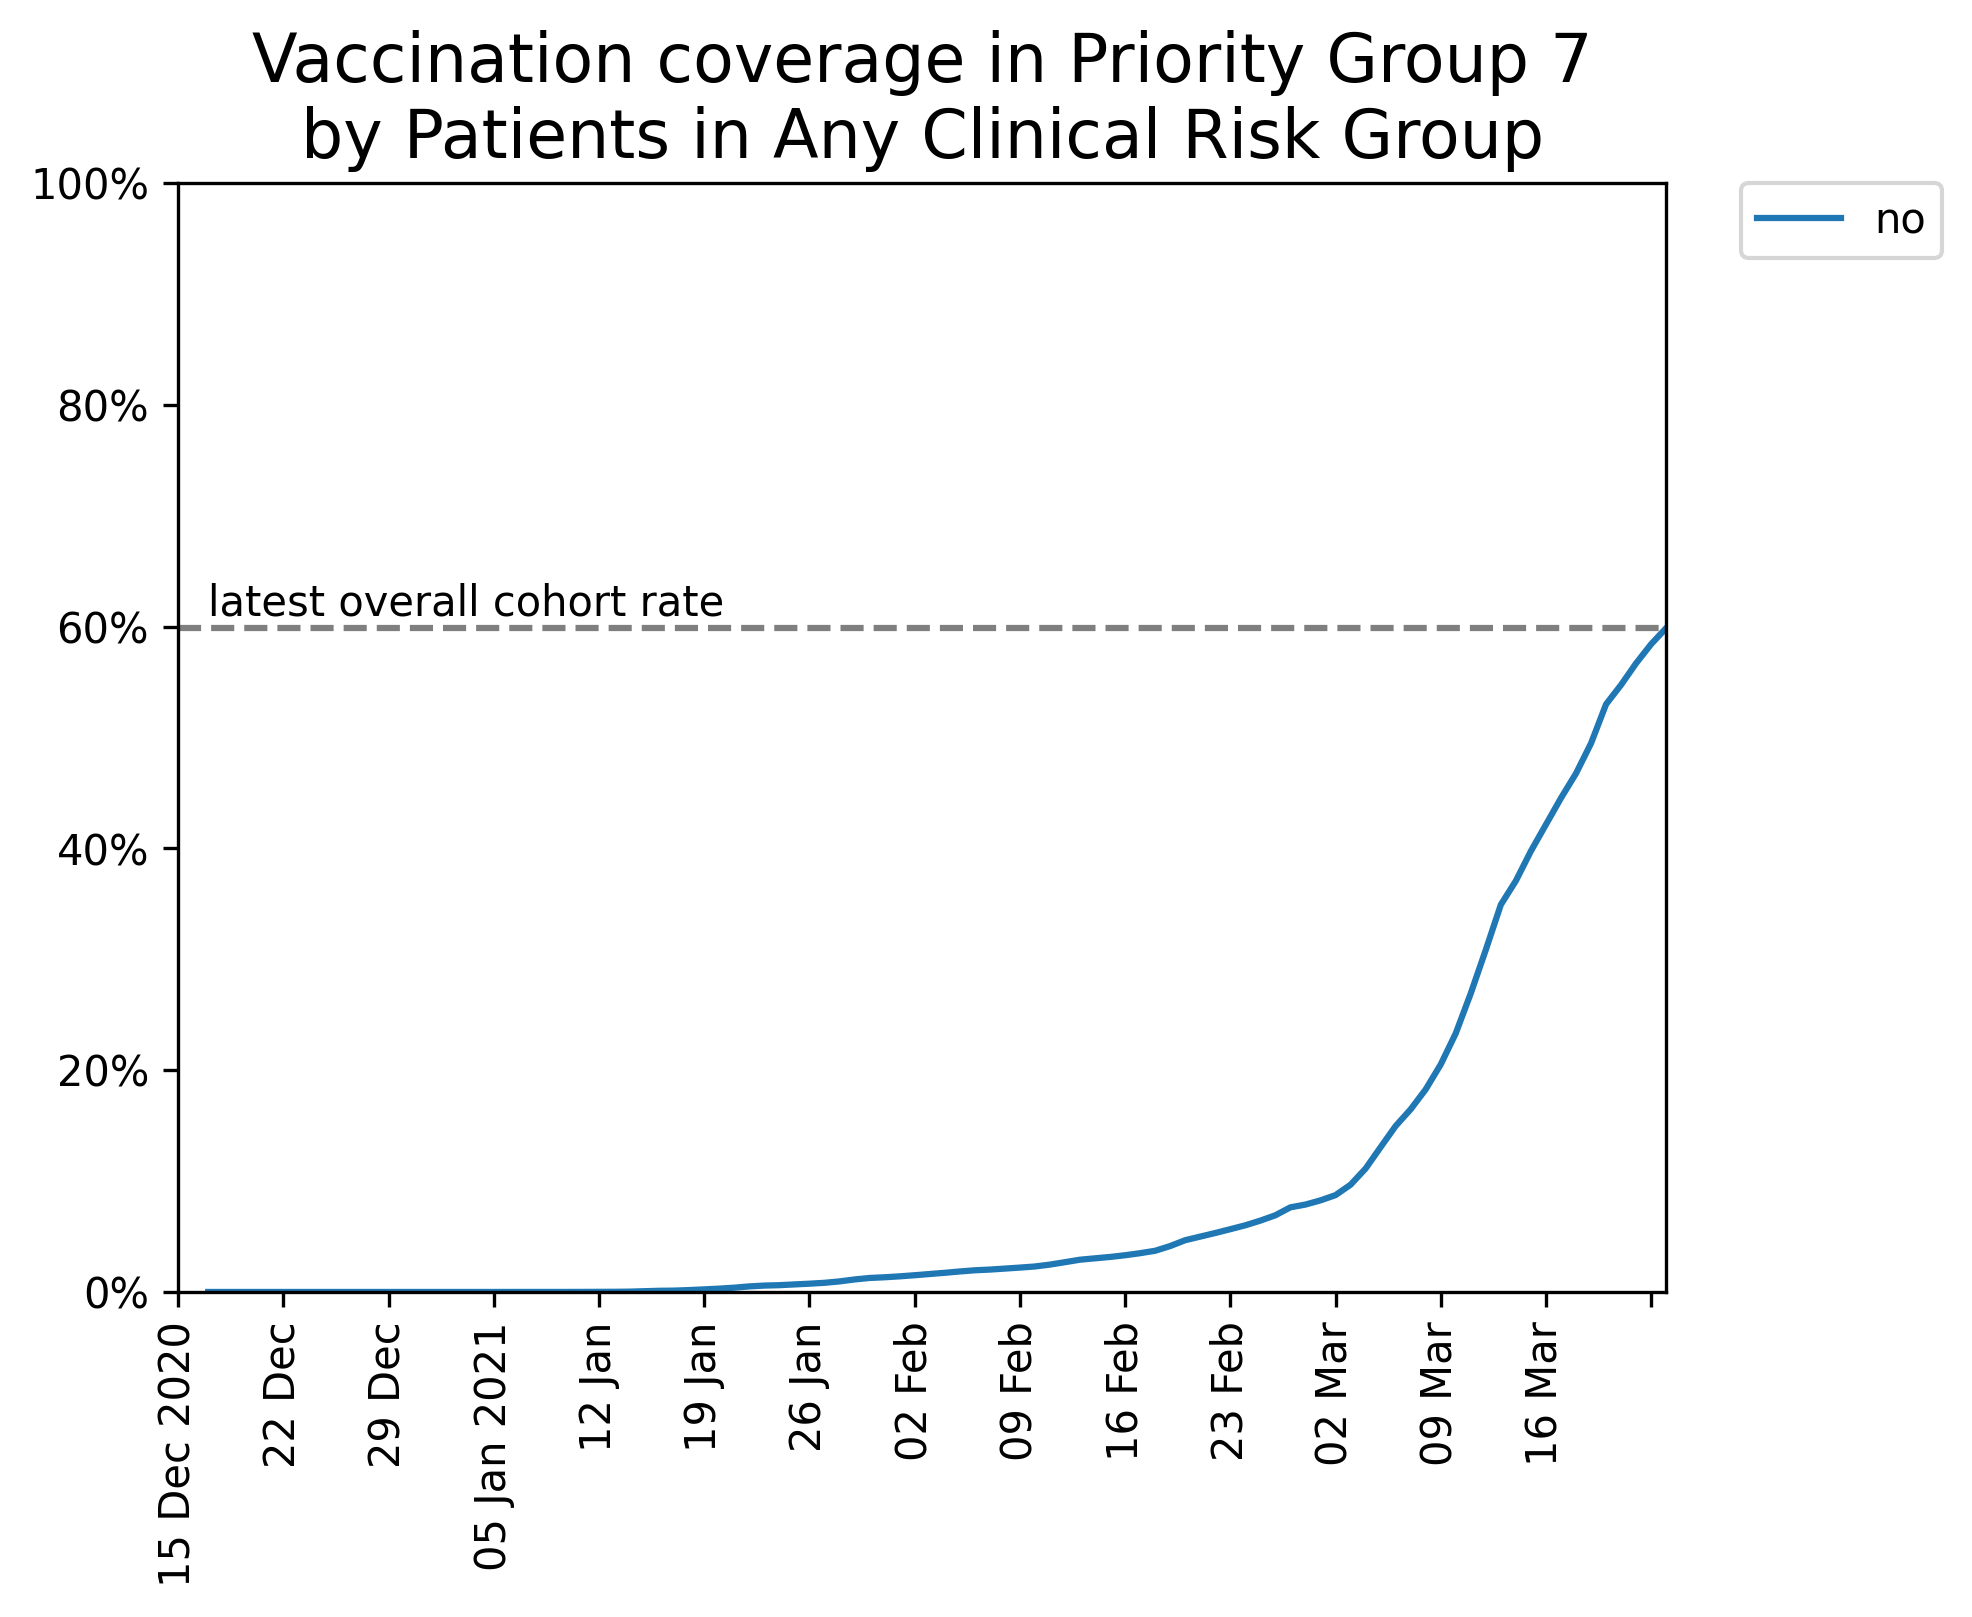 Vaccination coverage in Priority Group 7
by Patients in Any Clinical Risk Group
100%
80%
60%
40%
20%
0%
latest overall cohort rate
no
15 Dec 2020
22 Dec
29 Dec
05 Jan 2021
12 Jan
19 Jan
26 Jan
02 Feb
09 Feb
16 Feb
23 Feb
02 Mar
09 Mar
16 Mar